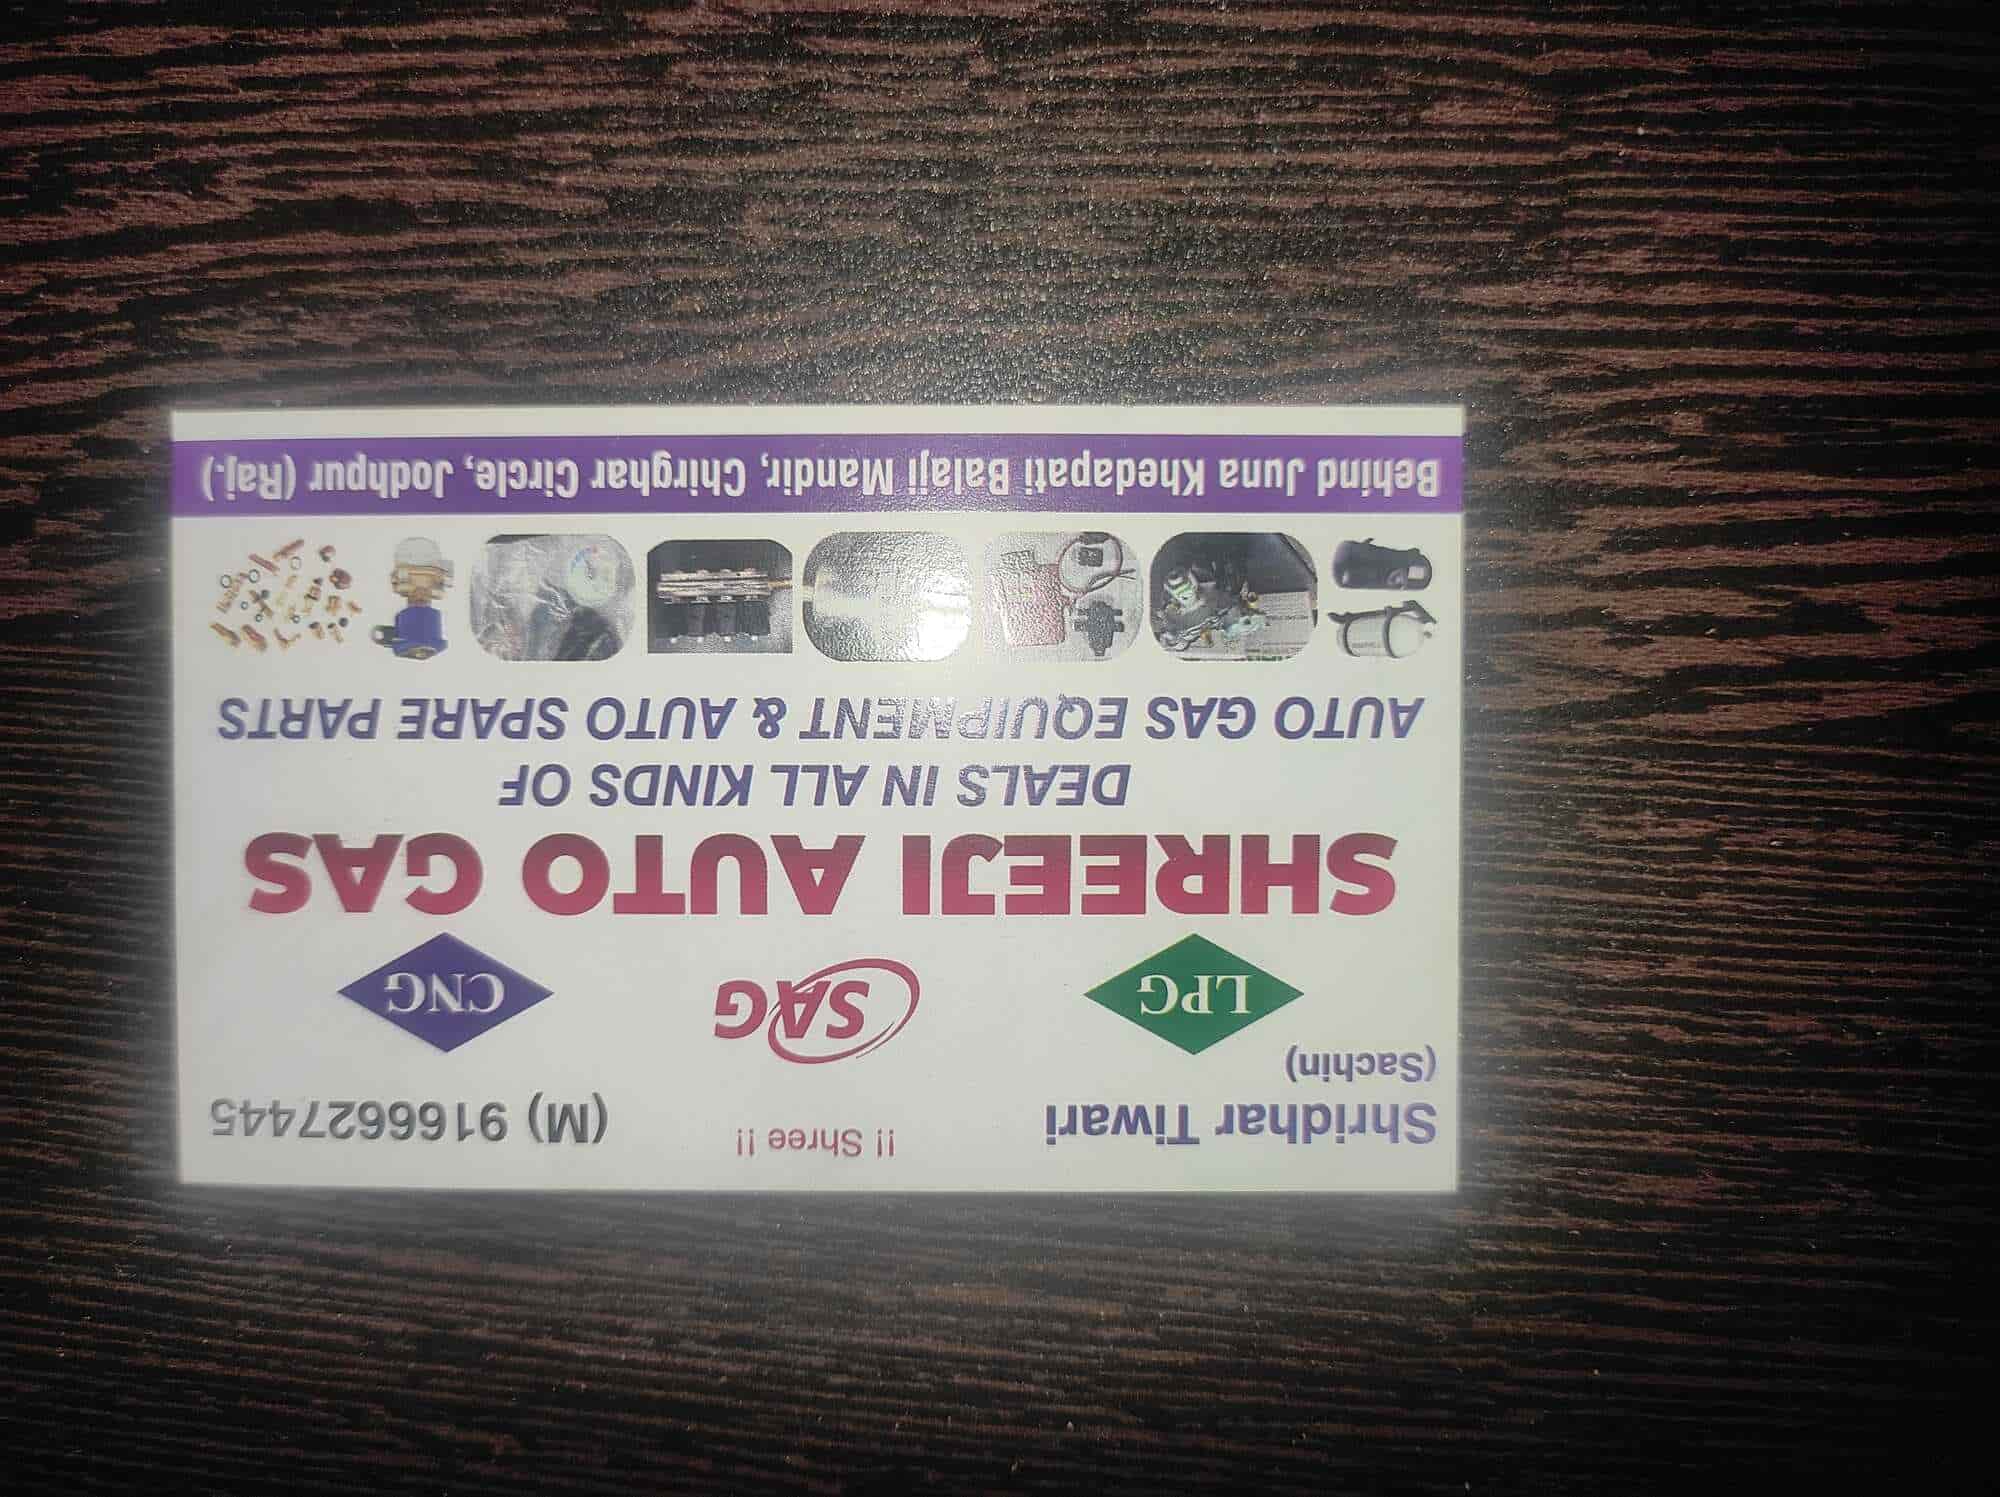 !! Shree !!
Shridhar Tiwari
(Sachin)
(M) 9166627445
LPG
SAG
CNG
SHREEJI AUTO GAS
DEALS IN ALL KINDS OF
AUTO GAS EQUIPMENT & AUTO SPARE PARTS
Behind Juna Khedapati Balaji Mandir, Chirghar Circle, Jodhpur (Raj.)